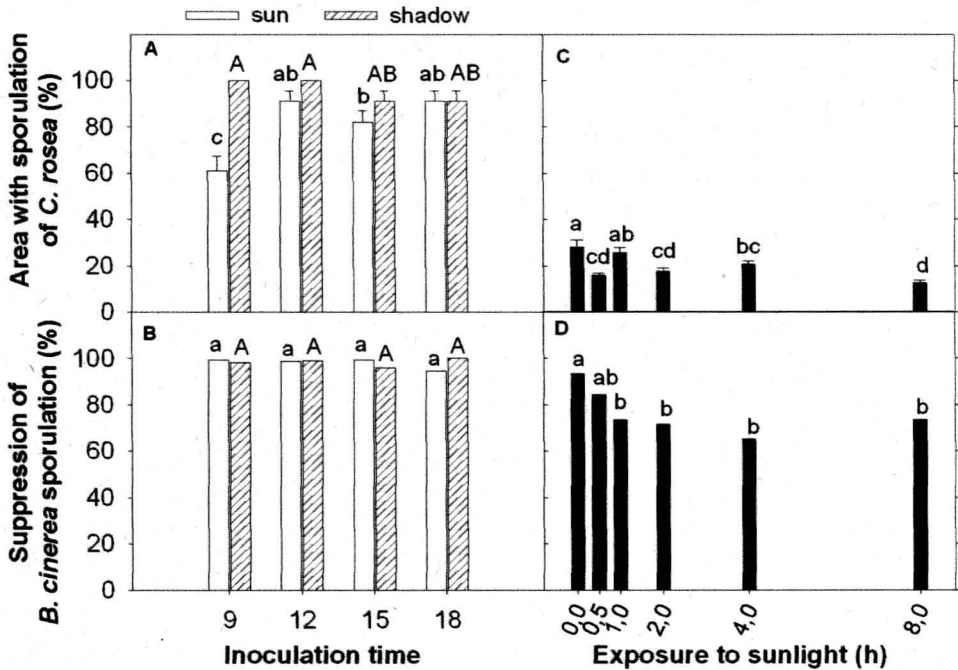 sun shadow
A
Area with sporulation
of C. rosea (%)
100
80
60
40
20
0
c A ab A b AB ab AB
C
a cd ab cd bc d
B
Suppression of
B. cinerea sporulation (%)
100
80
60
40
20
0
a A a A a A a A
D
a ab b b b b
9 12 15 18
Inoculation time
0,0 0,5 1,0 2,0 4,0 8,0
Exposure to sunlight (h)